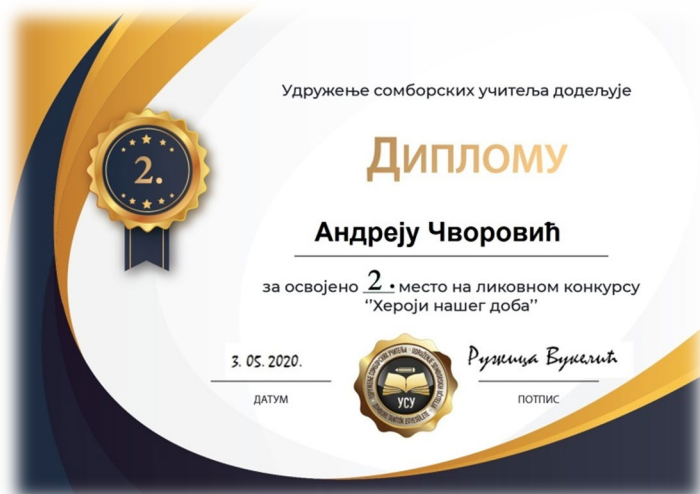 Удружење сомборских учитеља додељује
Диплому
2.
Андреју Чворовић
за освојено 2. место на ликовном конкурсу
‘‘Хероји нашег доба’’
3. 05. 2020.
Ружица Вукелић
УСУ
ДАТУМ
ПОТПИС